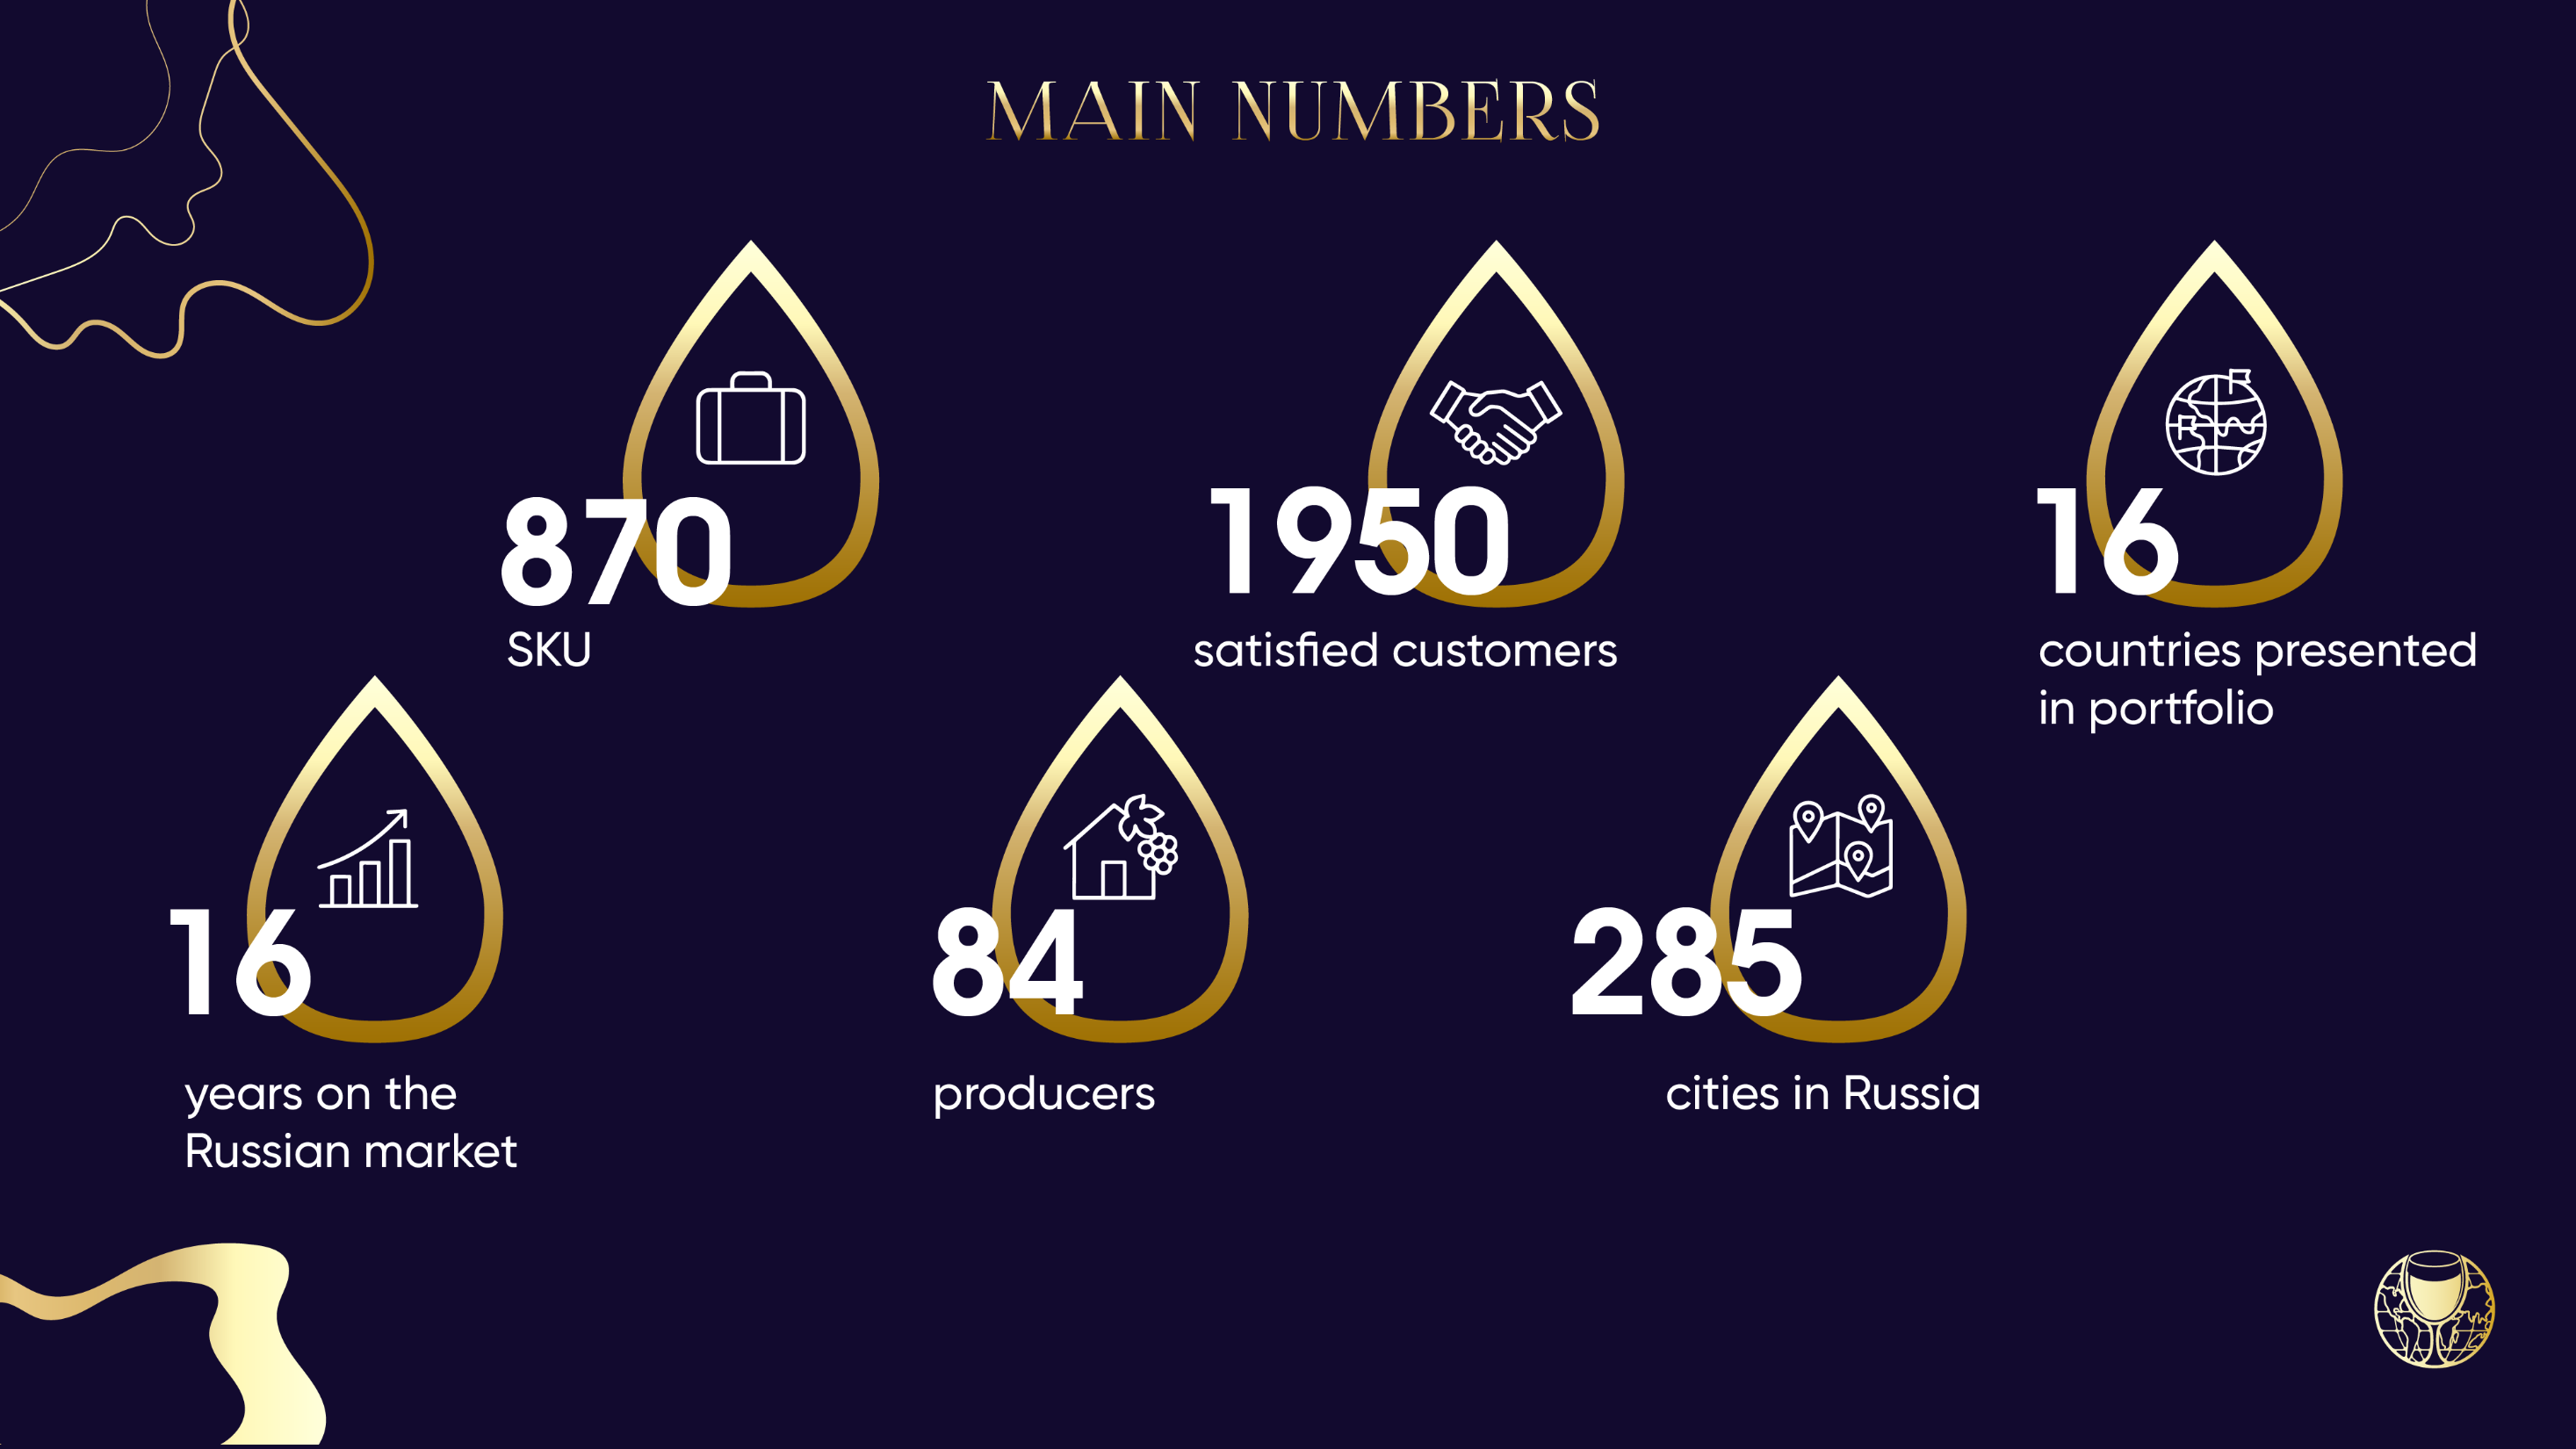 MAIN NUMBERS
870
SKU
1950
satisfied customers
16
countries presented
in portfolio
16
years on the
Russian market
84
producers
285
cities in Russia